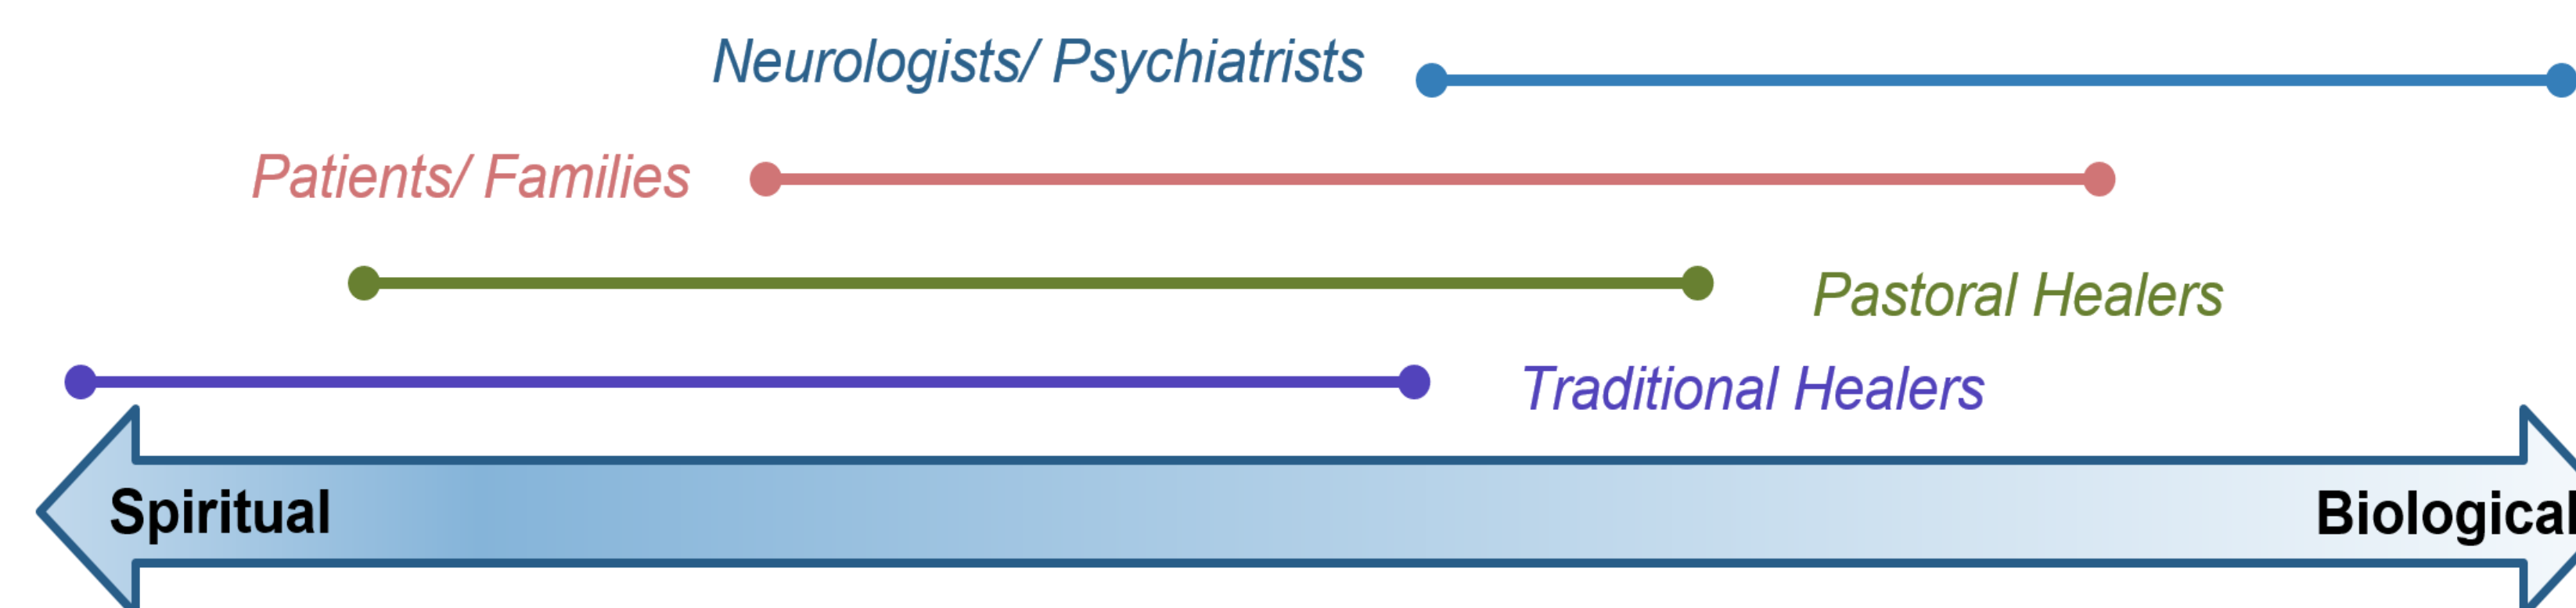 Neurologists/ Psychiatrists
Patients/ Families
Pastoral Healers
Traditional Healers
Spiritual
Biological